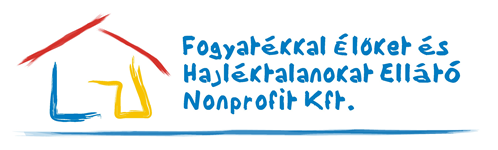 Fogyatékkal Élőket és
Hajléktalanokat Ellátó
Nonprofit Kft.